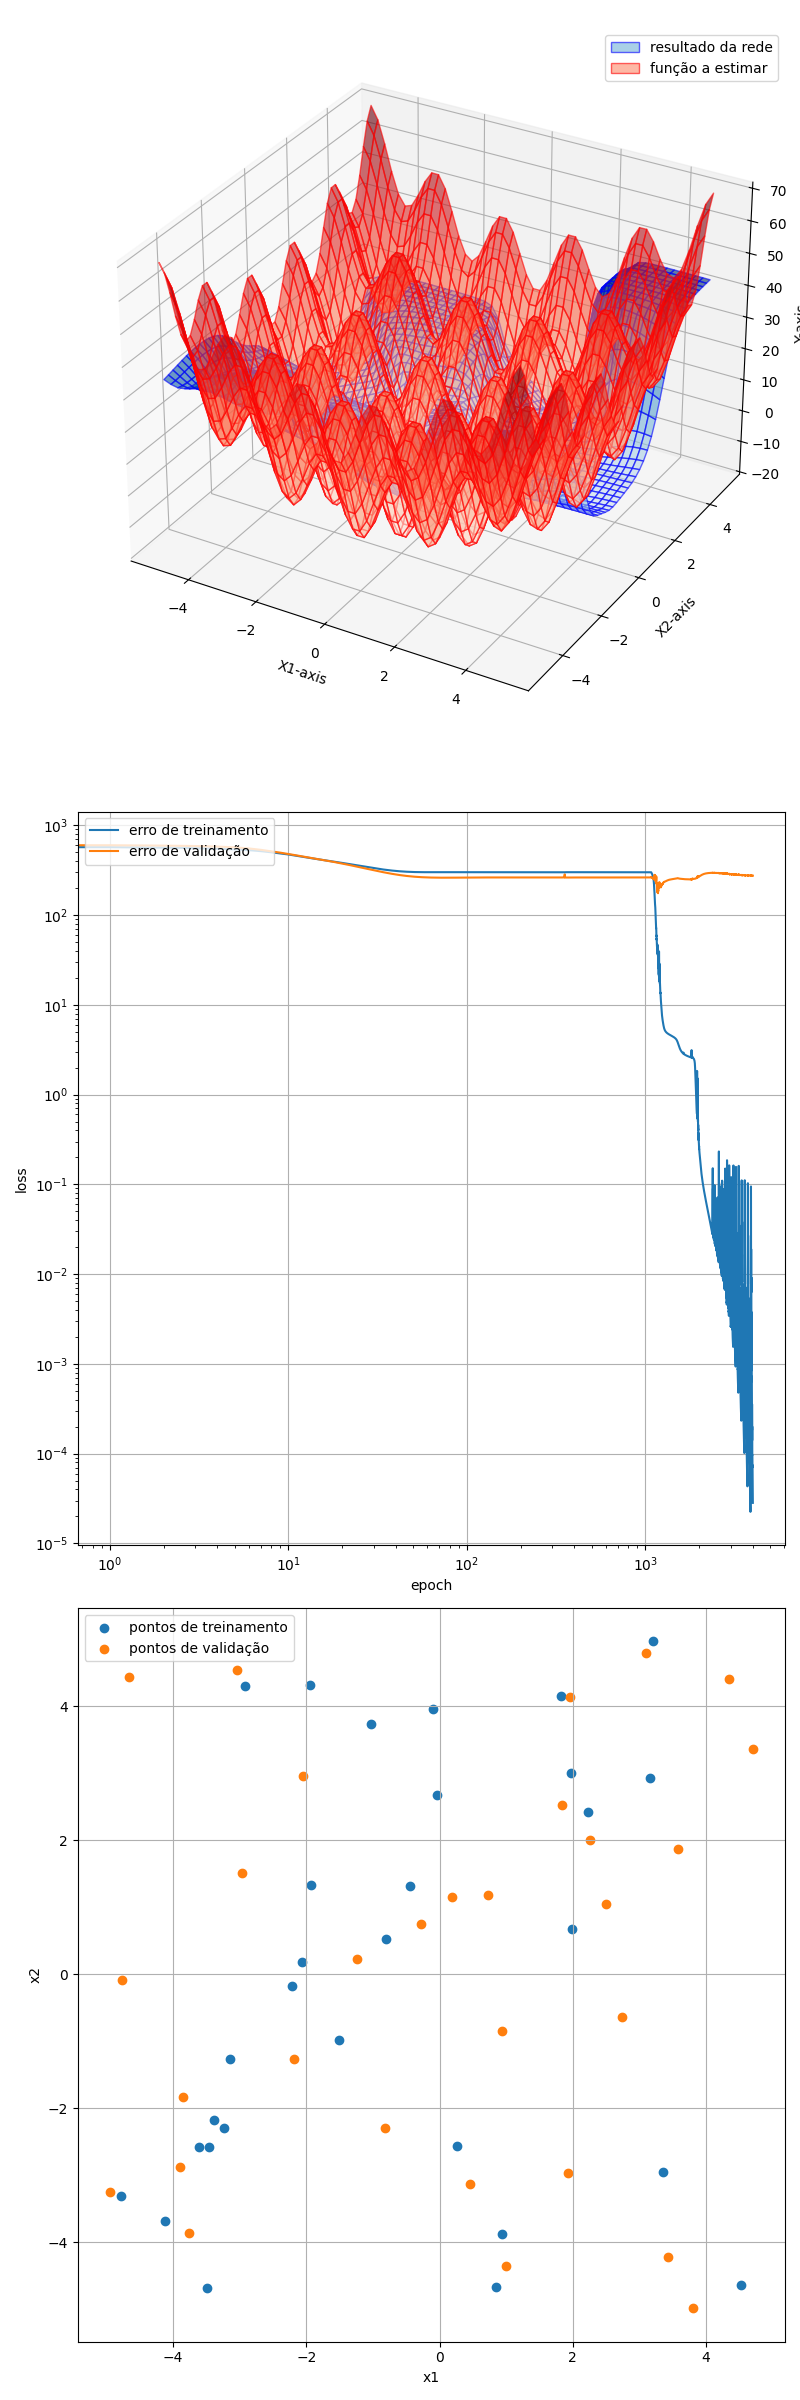 resultado da rede
função a estimar
70
60
50
40
30
20
10
0
−10
−20
4
2
0
−2
−4
X2-axis
−4
−2
0
2
4
X1-axis
erro de treinamento
erro de validação
10³
10²
10¹
10⁰
10⁻¹
10⁻²
10⁻³
10⁻⁴
10⁻⁵
loss
10⁰ 10¹ 10² 10³
epoch
pontos de treinamento
pontos de validação
4
2
0
−2
−4
x2
−4 −2 0 2 4
x1